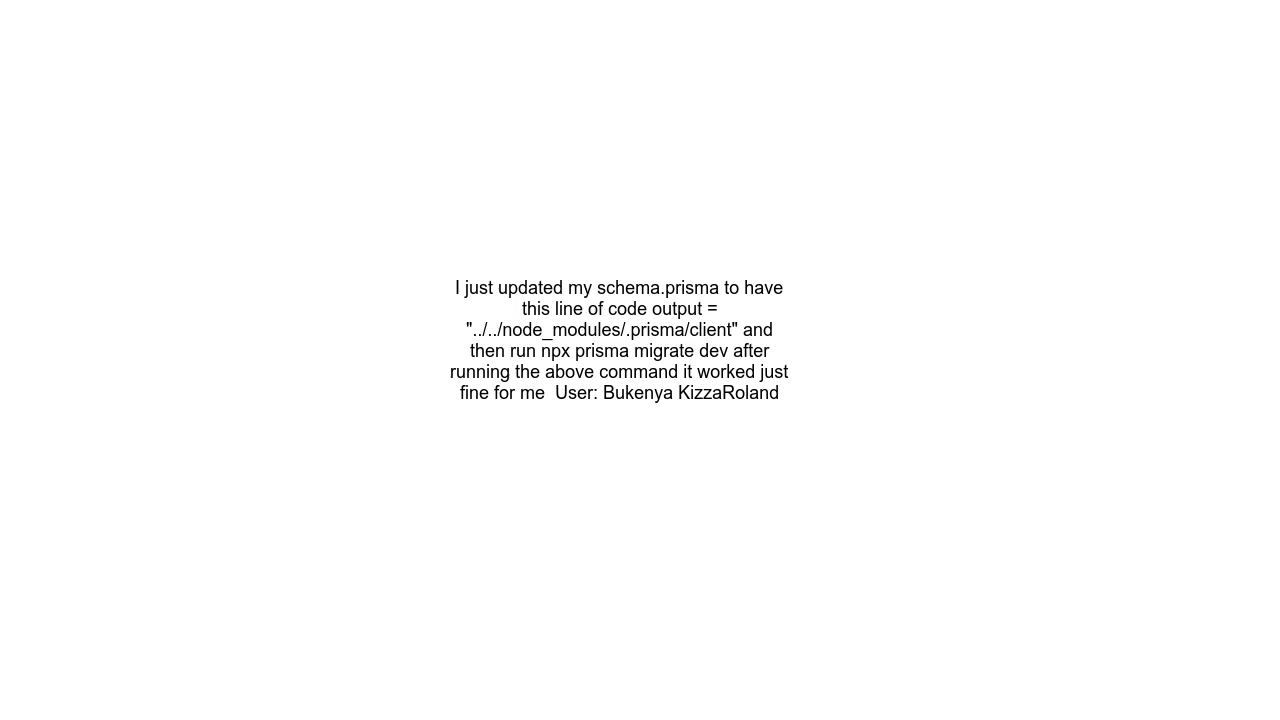 I just updated my schema.prisma to have
this line of code output =
"../../node_modules/.prisma/client" and
then run npx prisma migrate dev after
running the above command it worked just
fine for me  User: Bukenya KizzaRoland